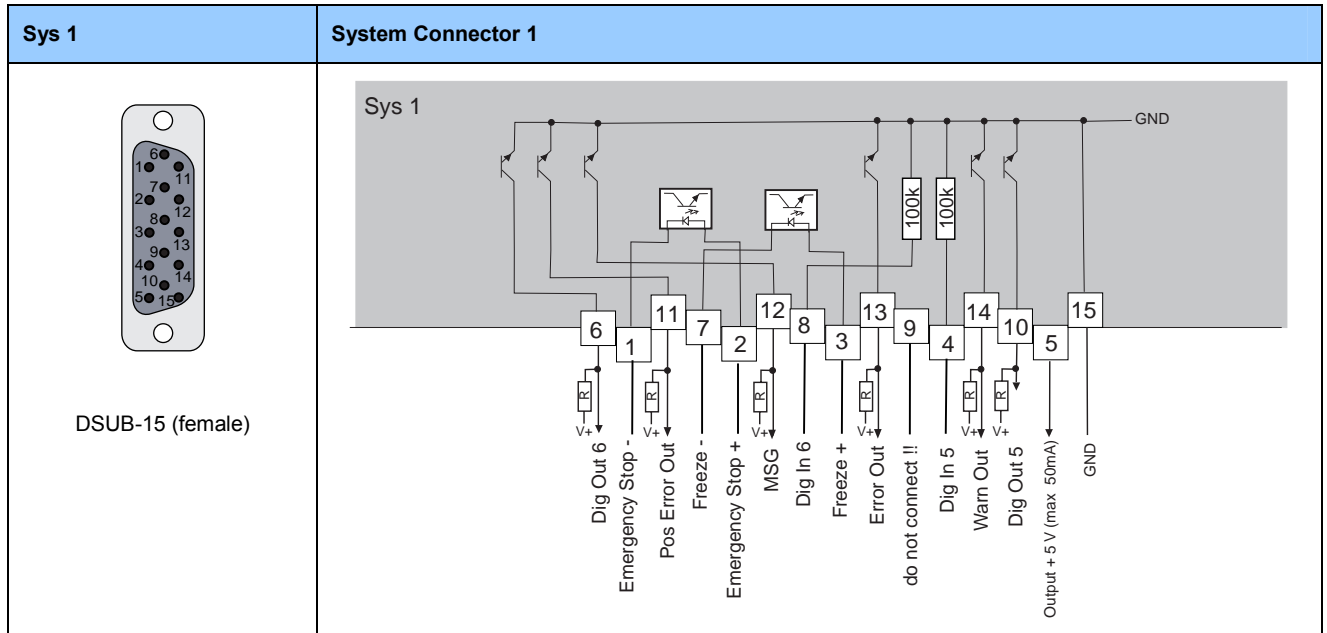 Sys 1
System Connector 1
6
1
11
7
2
12
8
3
13
9
4
14
10
5
15
DSUB-15 (female)
Sys 1
GND
100k
100k
6
1
11
7
2
12
8
3
13
9
4
14
10
5
15
R
R
R
R
R
R
V+
V+
V+
V+
V+
V+
Dig Out 6
Emergency Stop -
Pos Error Out
Freeze -
Emergency Stop +
MSG
Dig In 6
Freeze +
Error Out
do not connect !!
Dig In 5
Warn Out
Dig Out 5
Output + 5 V (max 50mA)
GND